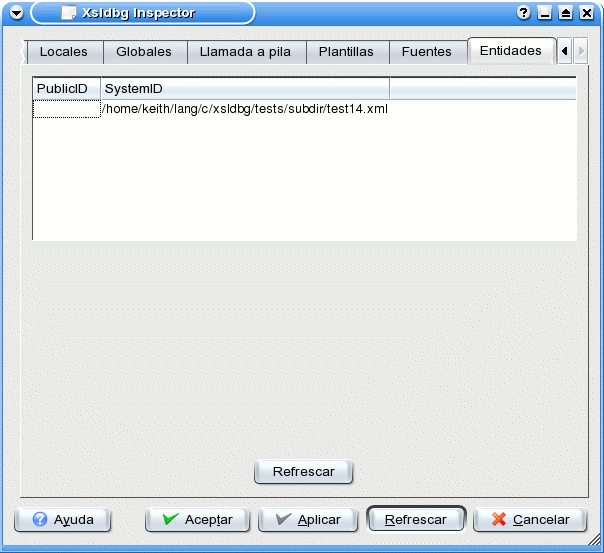 Xsldbg Inspector
Locales Globales Llamada a pila Plantillas Fuentes Entidades
PublicID SystemID
/home/keith/lang/c/xsldbg/tests/subdir/test14.xml
Refrescar
Ayuda Aceptar Aplicar Refrescar Cancelar